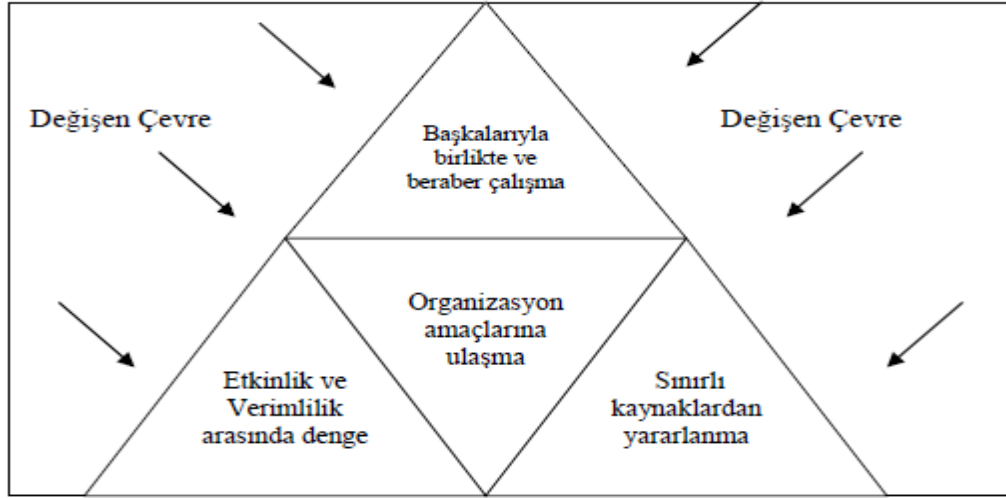 Değişen Çevre
Değişen Çevre
Başkalarıyla
birlikte ve
beraber çalışma
Organizasyon
amaçlarına
ulaşma
Etkinlik ve
Verimlilik
arasında denge
Sınırlı
kaynaklardan
yararlanma